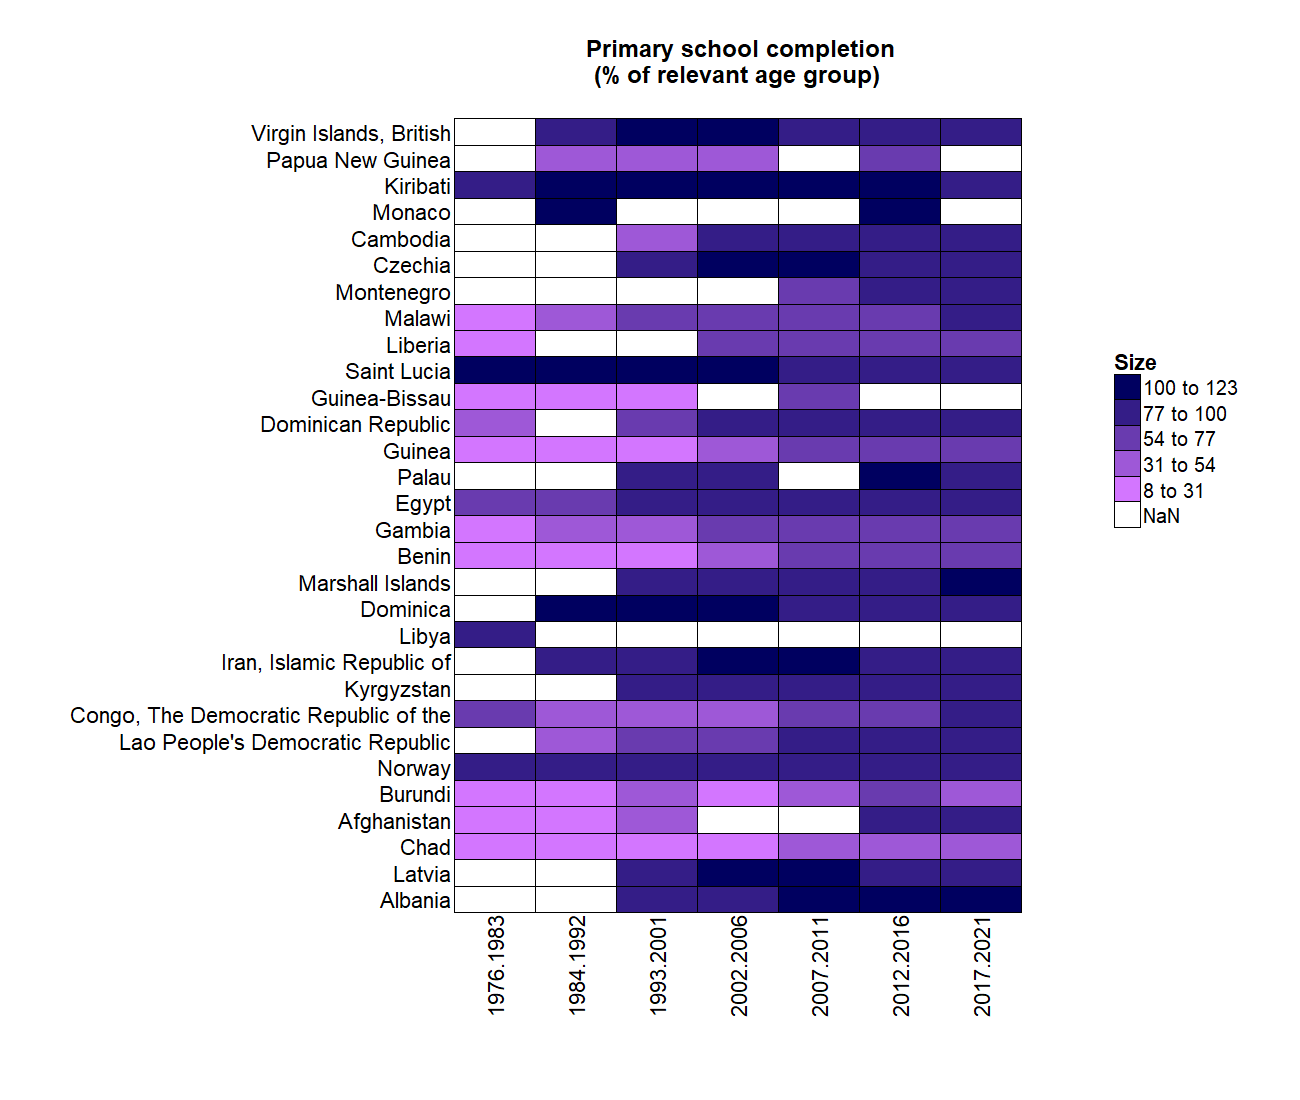 Primary school completion
(% of relevant age group)
Virgin Islands, British
Papua New Guinea
Kiribati
Monaco
Cambodia
Czechia
Montenegro
Malawi
Liberia
Saint Lucia
Guinea-Bissau
Dominican Republic
Guinea
Palau
Egypt
Gambia
Benin
Marshall Islands
Dominica
Libya
Iran, Islamic Republic of
Kyrgyzstan
Congo, The Democratic Republic of the
Lao People's Democratic Republic
Norway
Burundi
Afghanistan
Chad
Latvia
Albania
1976.1983
1984.1992
1993.2001
2002.2006
2007.2011
2012.2016
2017.2021
Size
100 to 123
77 to 100
54 to 77
31 to 54
8 to 31
NaN